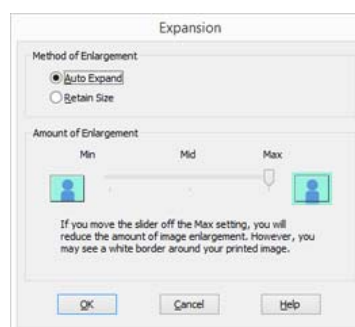 Expansion
Method of Enlargement
Auto Expand
Retain Size
Amount of Enlargement
Min Mid Max
If you move the slider off the Max setting, you will
reduce the amount of image enlargement. However, you
may see a white border around your printed image.
OK Cancel Help